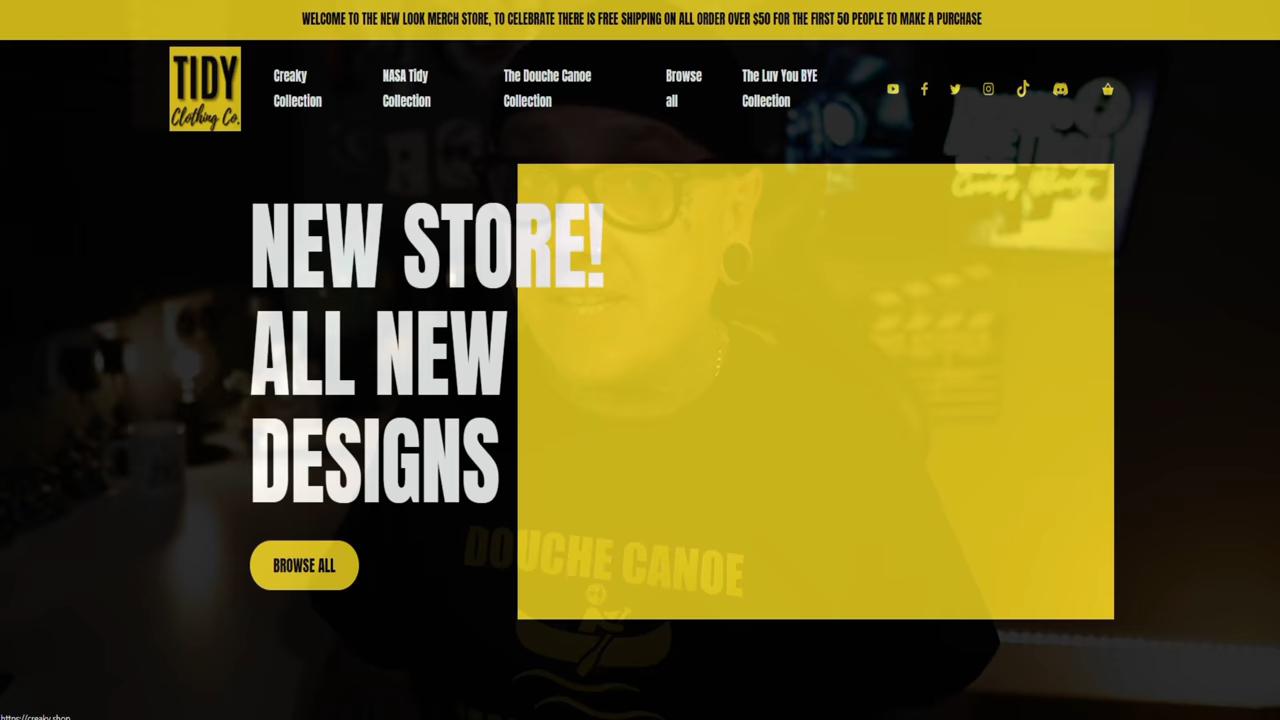 WELCOME TO THE NEW LOOK MERCH STORE, TO CELEBRATE THERE IS FREE SHIPPING ON ALL ORDER OVER $50 FOR THE FIRST 50 PEOPLE TO MAKE A PURCHASE
TIDY
Clothing Co.
Creaky
Collection
NASA Tidy
Collection
The Douche Canoe
Collection
Browse
all
The Luv You BYE
Collection
NEW STORE!
ALL NEW
DESIGNS
BROWSE ALL
DOUCHE CANOE
https://creaky.shop